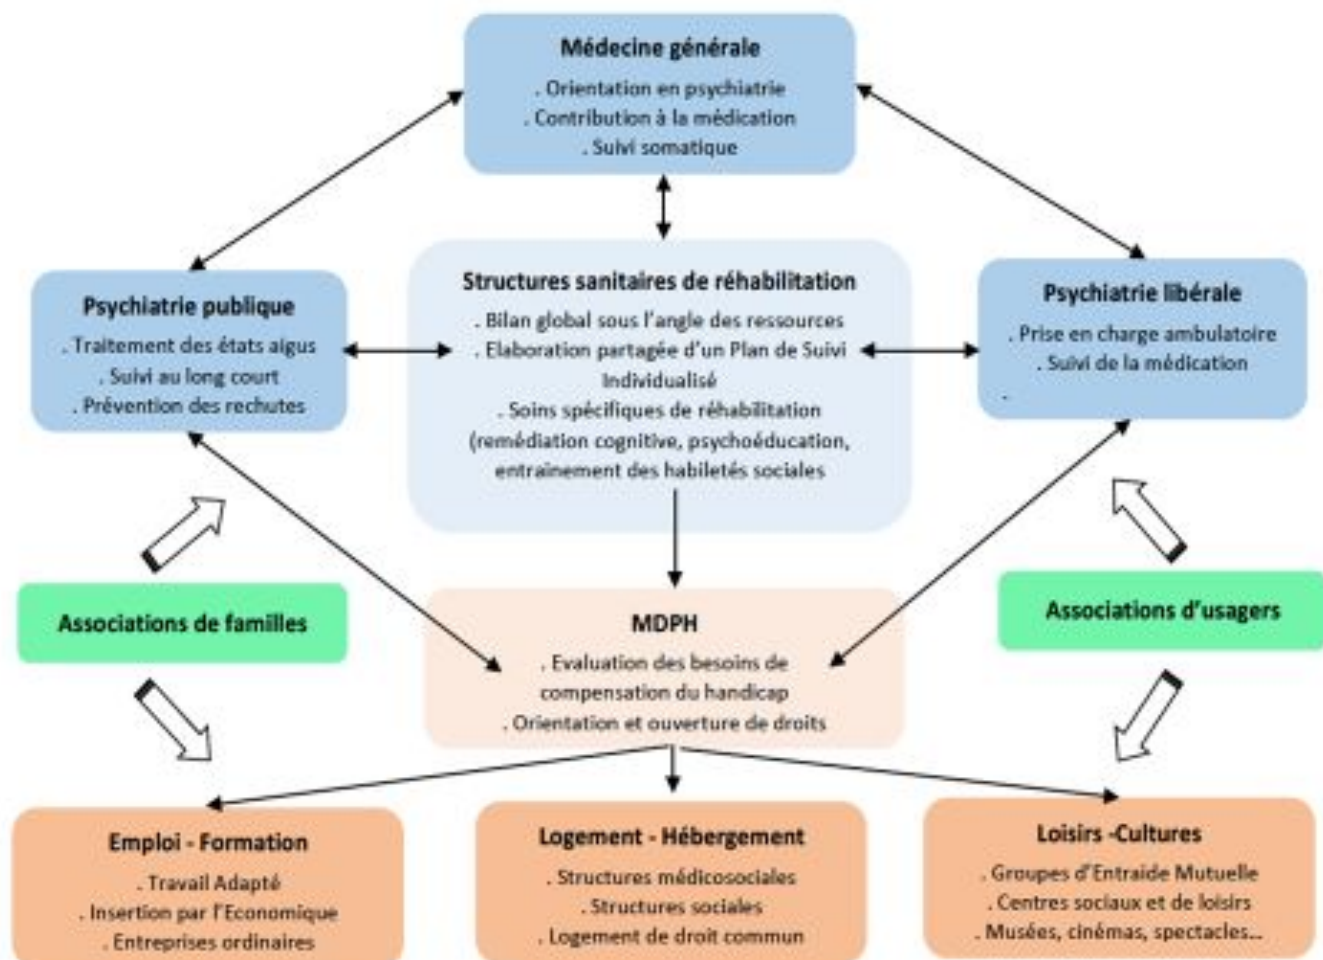 Médecine générale
. Orientation en psychiatrie
. Contribution à la médication
. Suivi somatique
Psychiatrie publique
. Traitement des états aigus
. Suivi au long court
. Prévention des rechutes
Structures sanitaires de réhabilitation
. Bilan global sous l'angle des ressources
. Elaboration partagée d'un Plan de Suivi
Individualisé
. Soins spécifiques de réhabilitation
(remédiation cognitive, psychoéducation,
entrainement des habiletés sociales
Psychiatrie libérale
. Prise en charge ambulatoire
. Suivi de la médication
.
Associations de familles
MDPH
. Evaluation des besoins de
compensation du handicap
. Orientation et ouverture de droits
Associations d'usagers
Emploi - Formation
. Travail Adapté
. Insertion par l'Economique
. Entreprises ordinaires
Logement - Hébergement
. Structures médicosociales
. Structures sociales
. Logement de droit commun
Loisirs -Cultures
. Groupes d'Entraide Mutuelle
. Centres sociaux et de loisirs
. Musées, cinémas, spectacles...